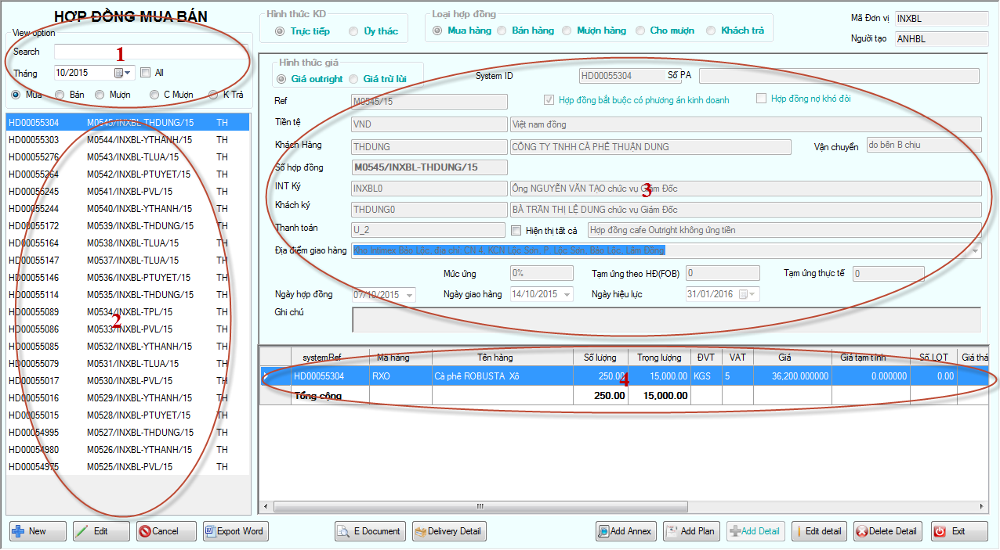 HỢP ĐỒNG MUA BÁN
Hình thức KD
Trực tiếp Ủy thác
Loại hợp đồng
Mua hàng Bán hàng Mượn hàng Cho mượn Khách trả
Mã Đơn vị INXBL
Người tạo ANHBL
View option
Search
1
Tháng 10/2015 All
Mua Bán Mượn C Mượn K Trả
HD00055304 M0545/INXBL-THDUNG/15 TH
HD00055303 M0544/INXBL-YTHANH/15 TH
HD00055276 M0543/INXBL-TLUA/15 TH
HD00055264 M0542/INXBL-PTUYET/15 TH
HD00055245 M0541/INXBL-PVL/15 TH
HD00055244 M0540/INXBL-YTHANH/15 TH
HD00055172 M0539/INXBL-THDUNG/15 TH
HD00055164 M0538/INXBL-TLUA/15 TH
HD00055147 M0537/INXBL-TLUA/15 TH
HD00055146 M0536/INXBL-PTUYET/15 TH
HD00055114 M0535/INXBL-THDUNG/15 TH
HD00055089 M0534/INXBL-TPL/15 TH
2
HD00055086 M0533/INXBL-PVL/15 TH
HD00055085 M0532/INXBL-YTHANH/15 TH
HD00055079 M0531/INXBL-TLUA/15 TH
HD00055017 M0530/INXBL-PVL/15 TH
HD00055016 M0529/INXBL-YTHANH/15 TH
HD00055015 M0528/INXBL-PTUYET/15 TH
HD00054995 M0527/INXBL-THDUNG/15 TH
HD00054980 M0526/INXBL-YTHANH/15 TH
HD00054975 M0525/INXBL-PVL/15 TH
Hình thức giá
Giá outright Giá trừ lùi
System ID HD00055304 Số PA
Ref M0545/15 Hợp đồng bắt buộc có phương án kinh doanh Hợp đồng nợ khó đòi
Tiền tệ VND Việt nam đồng
Khách Hàng THDUNG CÔNG TY TNHH CÀ PHÊ THUẬN DUNG Vận chuyển do bên B chịu
Số hợp đồng M0545/INXBL-THDUNG/15
INT Ký INXBL0 Ông NGUYỄN VĂN TẠO chức vụ Giám Đốc
3
Khách ký THDUNG0 BÀ TRẦN THỊ LỆ DUNG chức vụ Giám Đốc
Thanh toán U_2 Hiện thị tất cả Hợp đồng cafe Outright không ứng tiền
Địa điểm giao hàng Kho Intimex Bảo Lộc, địa chỉ: CN 4, KCN Lộc Sơn, P. Lộc Sơn, Bảo Lộc, Lâm Đồng
Mức ứng 0% Tạm ứng theo HĐ(FOB) 0 Tạm ứng thực tế 0
Ngày hợp đồng 07/10/2015 Ngày giao hàng 14/10/2015 Ngày hiệu lực 31/01/2016
Ghi chú
systemRef Mã hàng Tên hàng Số lượng Trọng lượng ĐVT VAT Giá Giá tạm tính Số LOT Giá thá
HD00055304 RXO Cà phê ROBUSTA Xô 250.00 15,000.00 KGS 5 36,200.000000 0.000000 0.00
4
Tổng cộng 250.00 15,000.00
New Edit Cancel Export Word E Document Delivery Detail Add Annex Add Plan Add Detail Edit detail Delete Detail Exit